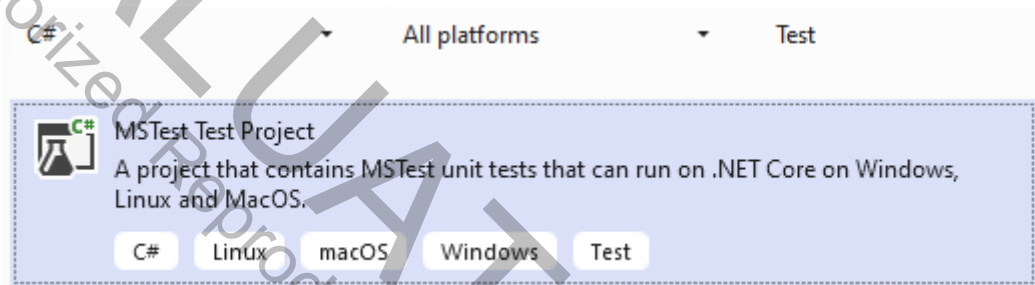 C# All platforms Test
C#
MSTest Test Project
A project that contains MSTest unit tests that can run on .NET Core on Windows,
Linux and MacOS.
C# Linux macOS Windows Test